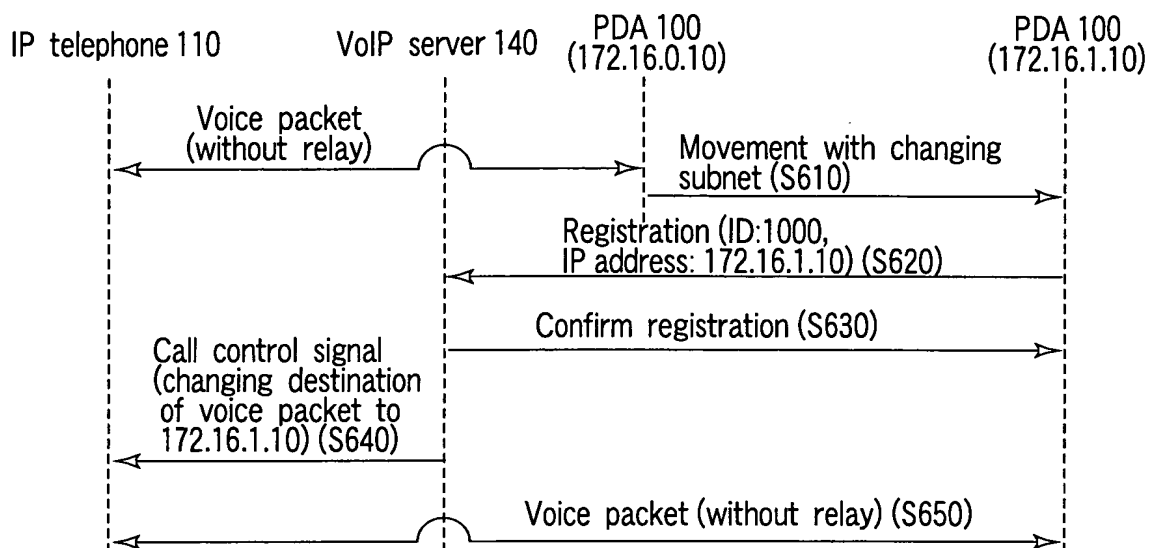 IP telephone 110
VoIP server 140
PDA 100
(172.16.0.10)
PDA 100
(172.16.1.10)
Voice packet
(without relay)
Movement with changing
subnet (S610)
Registration (ID:1000,
IP address: 172.16.1.10) (S620)
Confirm registration (S630)
Call control signal
(changing destination
of voice packet to
172.16.1.10) (S640)
Voice packet (without relay) (S650)